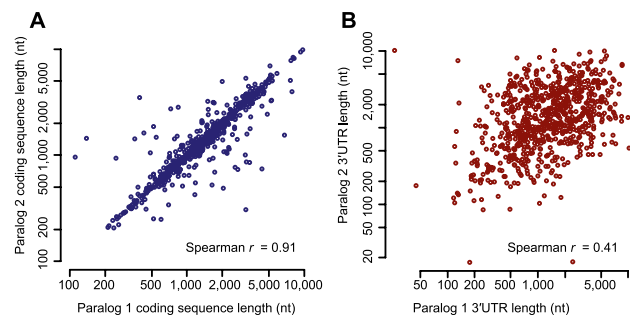 A
Paralog 2 coding sequence length (nt)
5,000
2,000
1,000
500
200
100
Spearman r = 0.91
100 200 500 1,000 2,000 5,000 10,000
Paralog 1 coding sequence length (nt)
B
Paralog 2 3′UTR length (nt)
10,000
2,000
500
200
100
50
20
Spearman r = 0.41
50 100 200 500 1,000 5,000
Paralog 1 3′UTR length (nt)